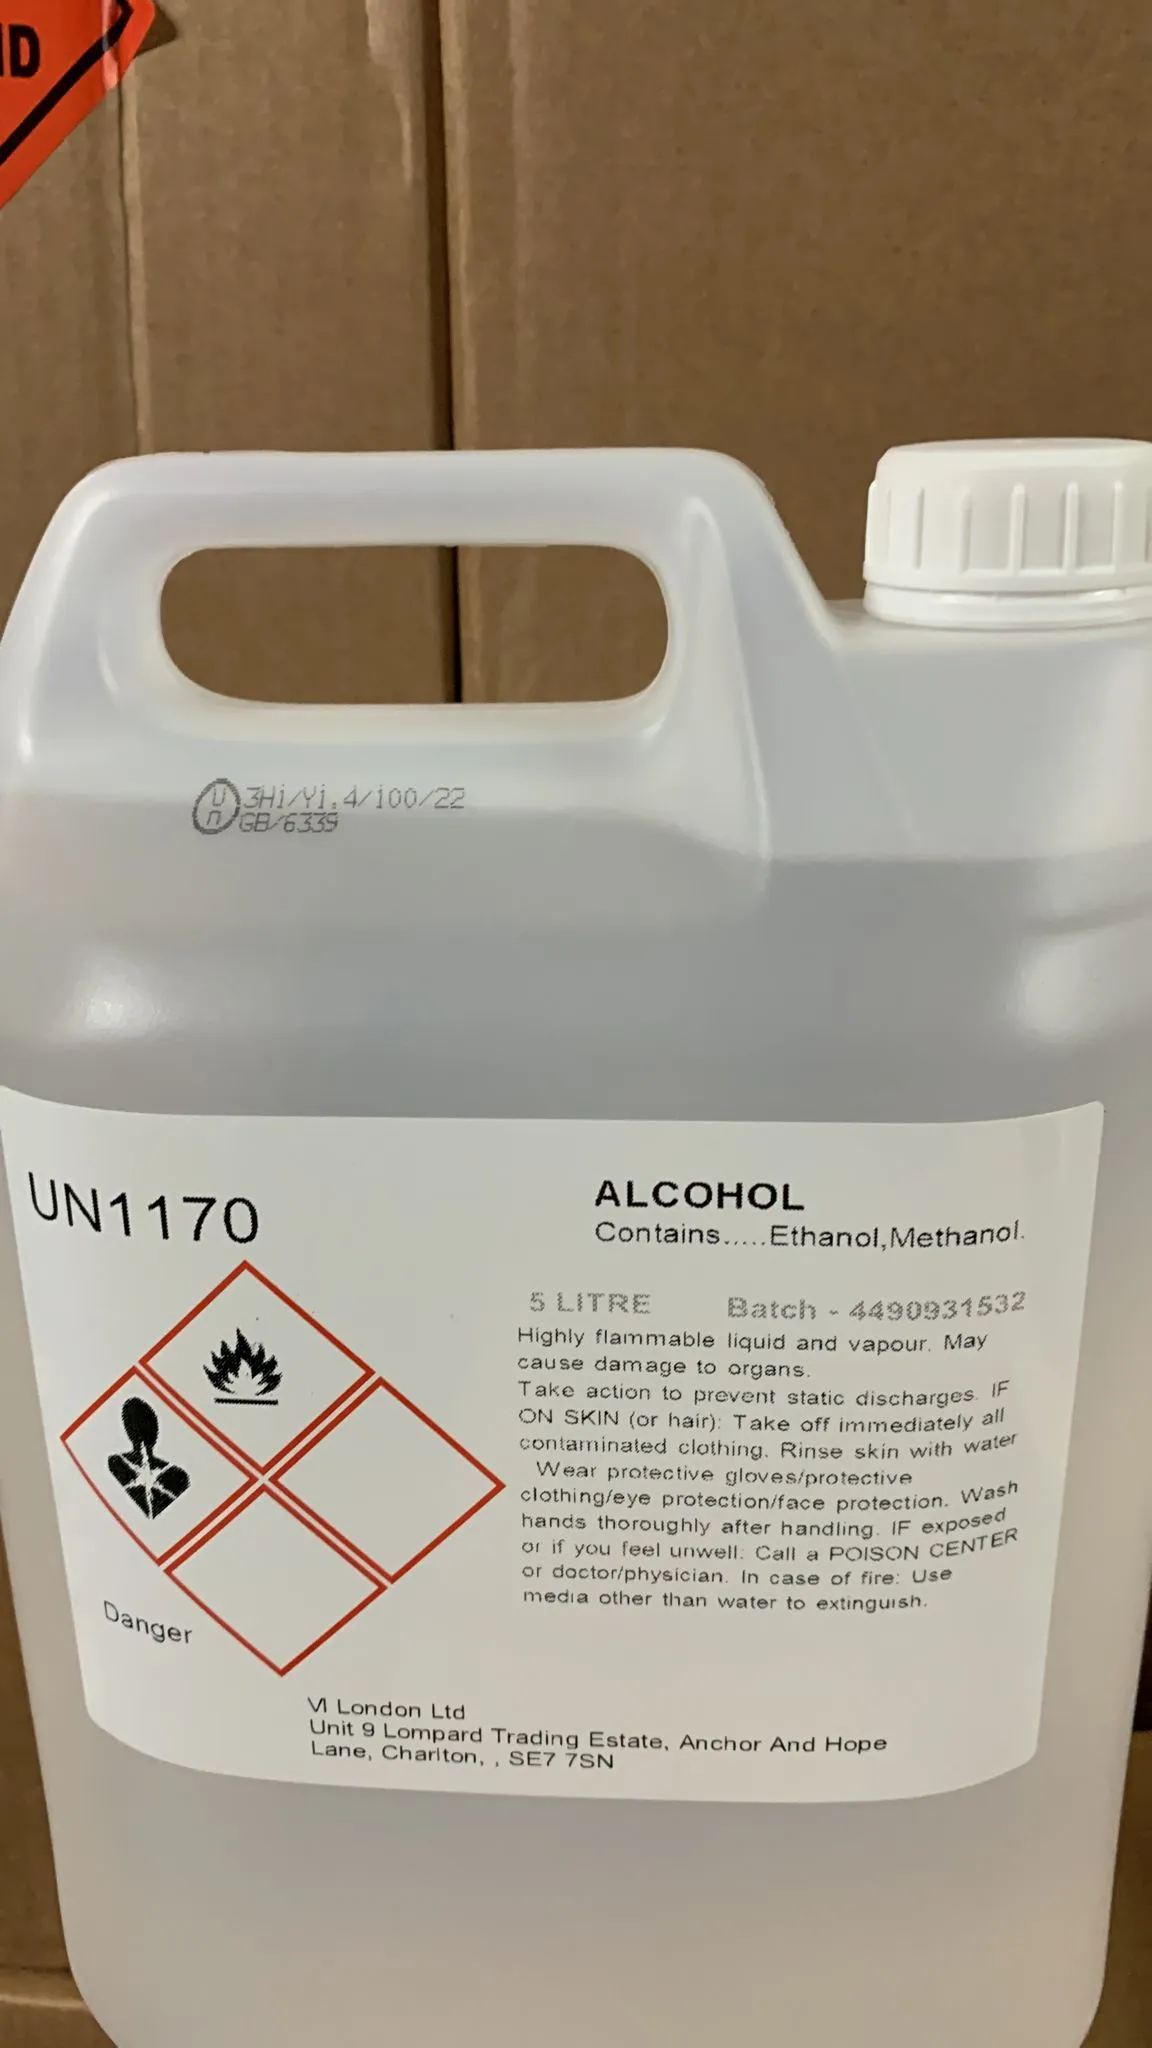 ID
Un
3Hi/Yi.4/100/22
GB/6339
UN1170
ALCOHOL
Contains.....Ethanol,Methanol.
5 LITRE Batch - 4490931532
Highly flammable liquid and vapour. May
cause damage to organs.
Take action to prevent static discharges. IF
ON SKIN (or hair): Take off immediately all
contaminated clothing. Rinse skin with water
Wear protective gloves/protective
clothing/eye protection/face protection. Wash
hands thoroughly after handling. IF exposed
or if you feel unwell: Call a POISON CENTER
or doctor/physician. In case of fire: Use
media other than water to extinguish.
Danger
VI London Ltd
Unit 9 Lompard Trading Estate, Anchor And Hope
Lane, Charlton, , SE7 7SN